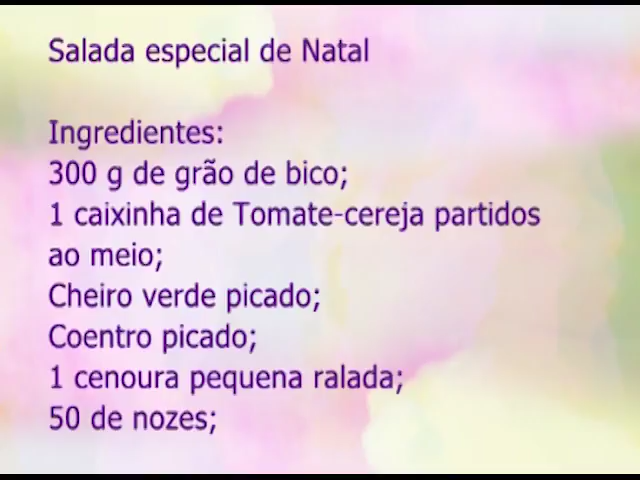 Salada especial de Natal
Ingredientes:
300 g de grão de bico;
1 caixinha de Tomate-cereja partidos
ao meio;
Cheiro verde picado;
Coentro picado;
1 cenoura pequena ralada;
50 de nozes;